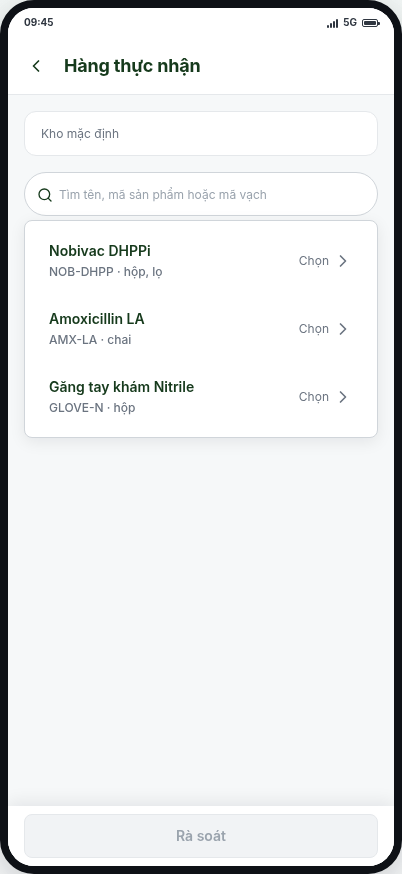 09:45
5G
Hàng thực nhận
Kho mặc định
Tìm tên, mã sản phẩm hoặc mã vạch
Nobivac DHPPi
NOB-DHPP · hộp, lọ
Chọn
Amoxicillin LA
AMX-LA · chai
Chọn
Găng tay khám Nitrile
GLOVE-N · hộp
Chọn
Rà soát